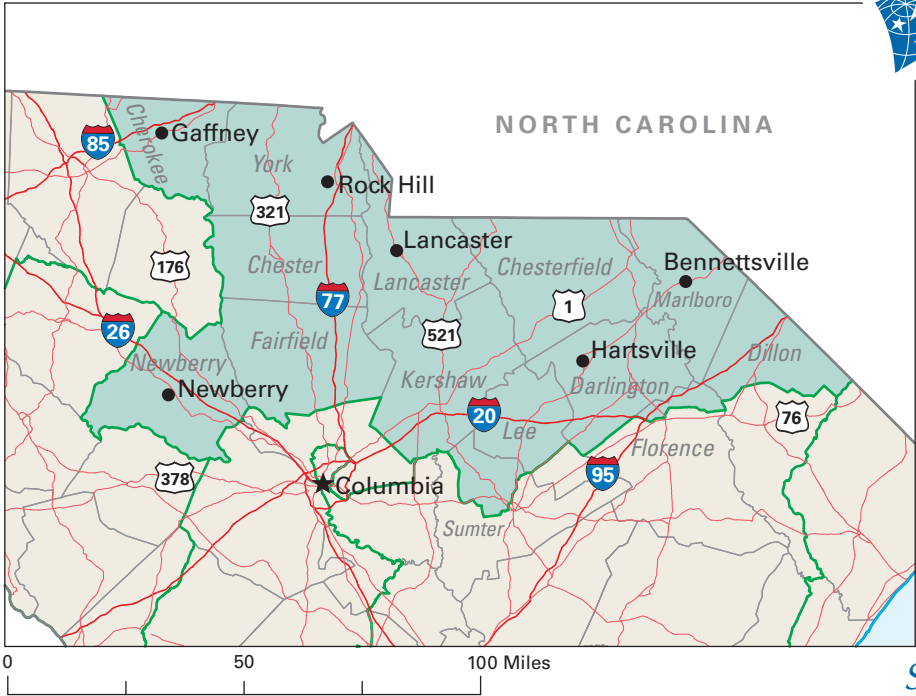 NORTH CAROLINA
Cherokee
Gaffney
85
York
Rock Hill
321
Lancaster
Bennettsville
176
Chester
Lancaster
Chesterfield
Marlboro
77
1
26
521
Fairfield
Newberry
Hartsville
Dillon
Newberry
Kershaw
Darlington
20
76
Lee
Florence
378
95
Columbia
Sumter
0 50 100 Miles